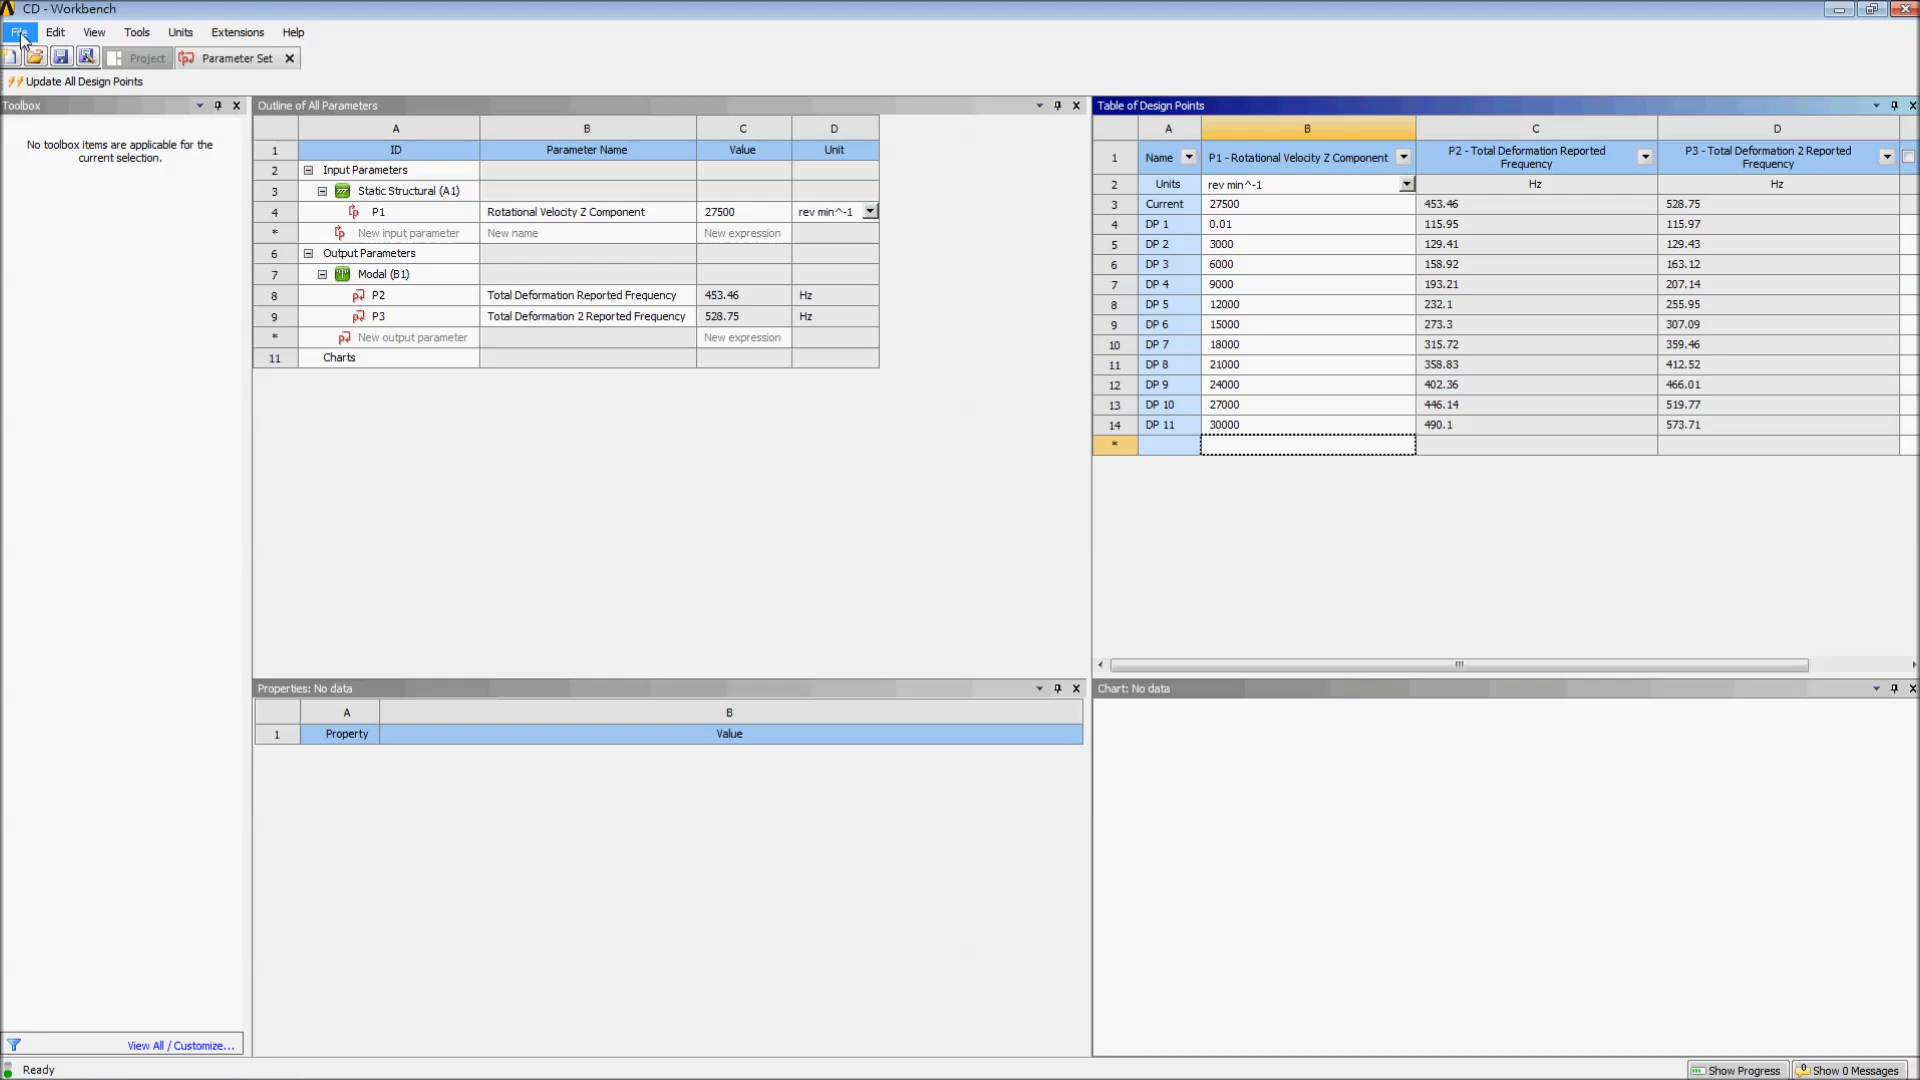 CD - Workbench
File Edit View Tools Units Extensions Help
Project Parameter Set
Update All Design Points
Toolbox
No toolbox items are applicable for the
current selection.
View All / Customize...
Outline of All Parameters
A B C D
1 ID Parameter Name Value Unit
2 Input Parameters
3 Static Structural (A1)
4 P1 Rotational Velocity Z Component 27500 rev min^-1
* New input parameter New name New expression
6 Output Parameters
7 Modal (B1)
8 P2 Total Deformation Reported Frequency 453.46 Hz
9 P3 Total Deformation 2 Reported Frequency 528.75 Hz
* New output parameter New expression
11 Charts
Table of Design Points
A B C D
1 Name P1 - Rotational Velocity Z Component P2 - Total Deformation Reported Frequency P3 - Total Deformation 2 Reported Frequency
2 Units rev min^-1 Hz Hz
3 Current 27500 453.46 528.75
4 DP 1 0.01 115.95 115.97
5 DP 2 3000 129.41 129.43
6 DP 3 6000 158.92 163.12
7 DP 4 9000 193.21 207.14
8 DP 5 12000 232.1 255.95
9 DP 6 15000 273.3 307.09
10 DP 7 18000 315.72 359.46
11 DP 8 21000 358.83 412.52
12 DP 9 24000 402.36 466.01
13 DP 10 27000 446.14 519.77
14 DP 11 30000 490.1 573.71
*
Properties: No data
A B
1 Property Value
Chart: No data
Ready
Show Progress Show 0 Messages